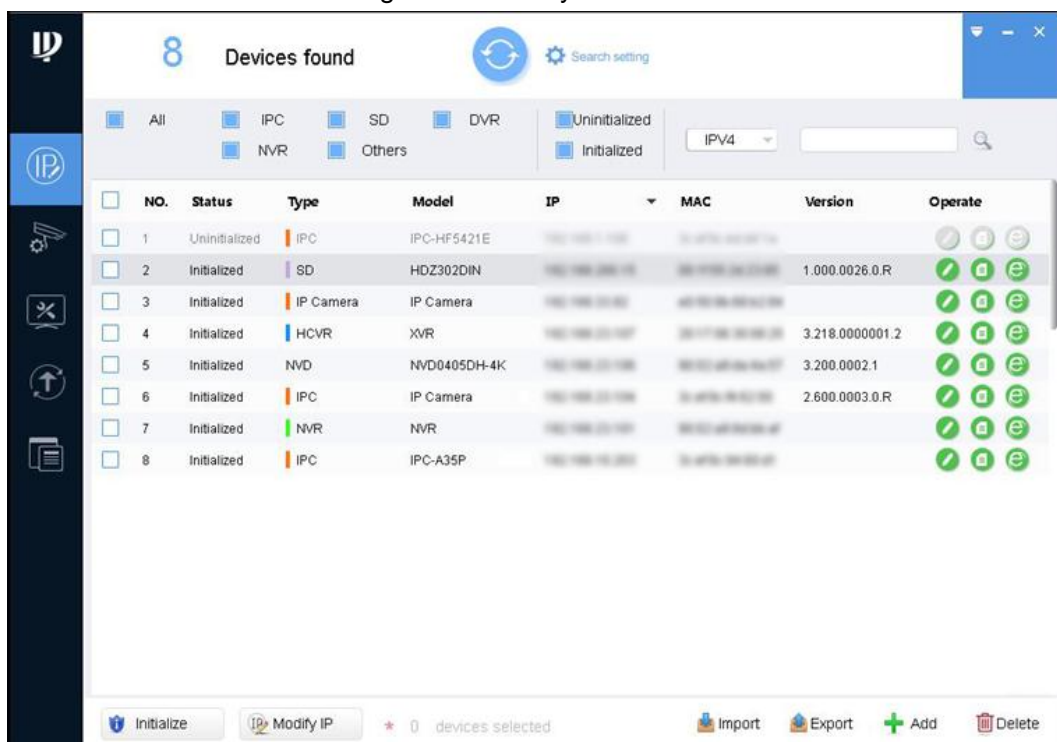 8 Devices found Search setting
All IPC SD DVR Uninitialized
NVR Others Initialized IPV4
NO. Status Type Model IP MAC Version Operate
1 Uninitialized IPC IPC-HF5421E
2 Initialized SD HDZ302DIN 1.000.0026.0.R
3 Initialized IP Camera IP Camera
4 Initialized HCVR XVR 3.218.0000001.2
5 Initialized NVD NVD0405DH-4K 3.200.0002.1
6 Initialized IPC IP Camera 2.600.0003.0.R
7 Initialized NVR NVR
8 Initialized IPC IPC-A35P
Initialize IP Modify IP * 0 devices selected Import Export Add Delete